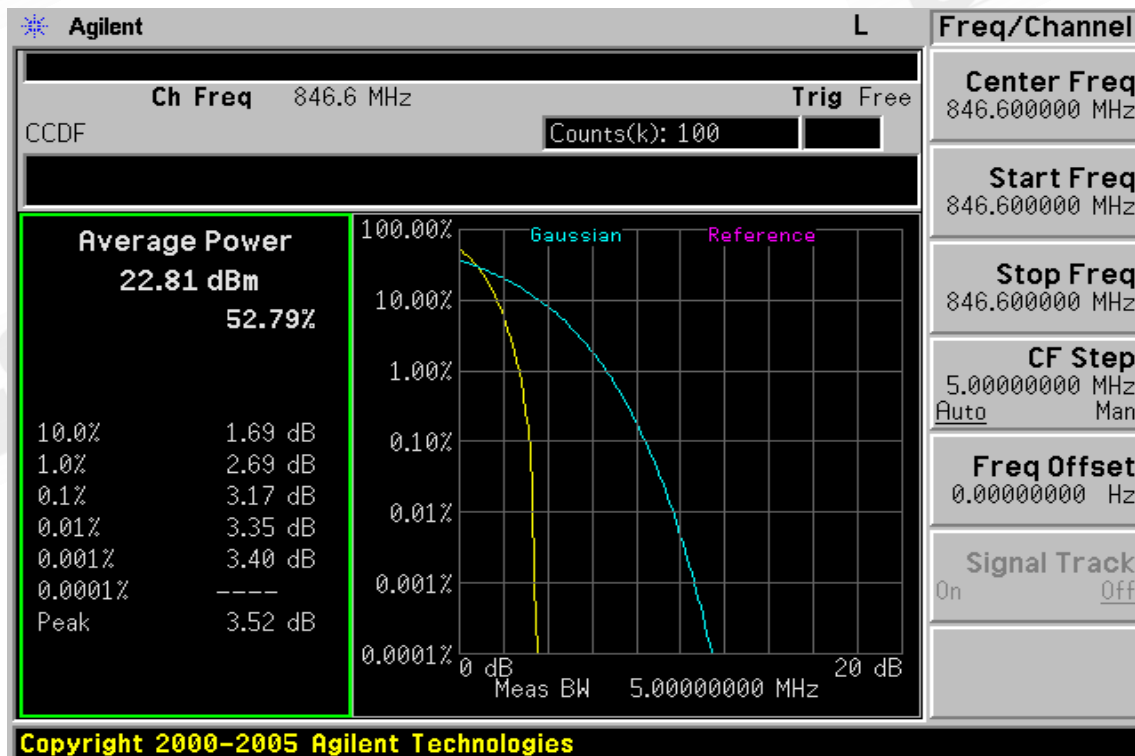 Agilent L Freq/Channel
Ch Freq 846.6 MHz Trig Free
CCDF Counts(k): 100
Center Freq
846.600000 MHz
Start Freq
846.600000 MHz
Stop Freq
846.600000 MHz
CF Step
5.00000000 MHz
Auto Man
Freq Offset
0.00000000 Hz
Signal Track
On Off
Average Power
22.81 dBm
52.79%
10.0% 1.69 dB
1.0% 2.69 dB
0.1% 3.17 dB
0.01% 3.35 dB
0.001% 3.40 dB
0.0001% ----
Peak 3.52 dB
Gaussian Reference
100.00%
10.00%
1.00%
0.10%
0.01%
0.001%
0.0001%
0 dB 20 dB
Meas BW 5.00000000 MHz
Copyright 2000-2005 Agilent Technologies